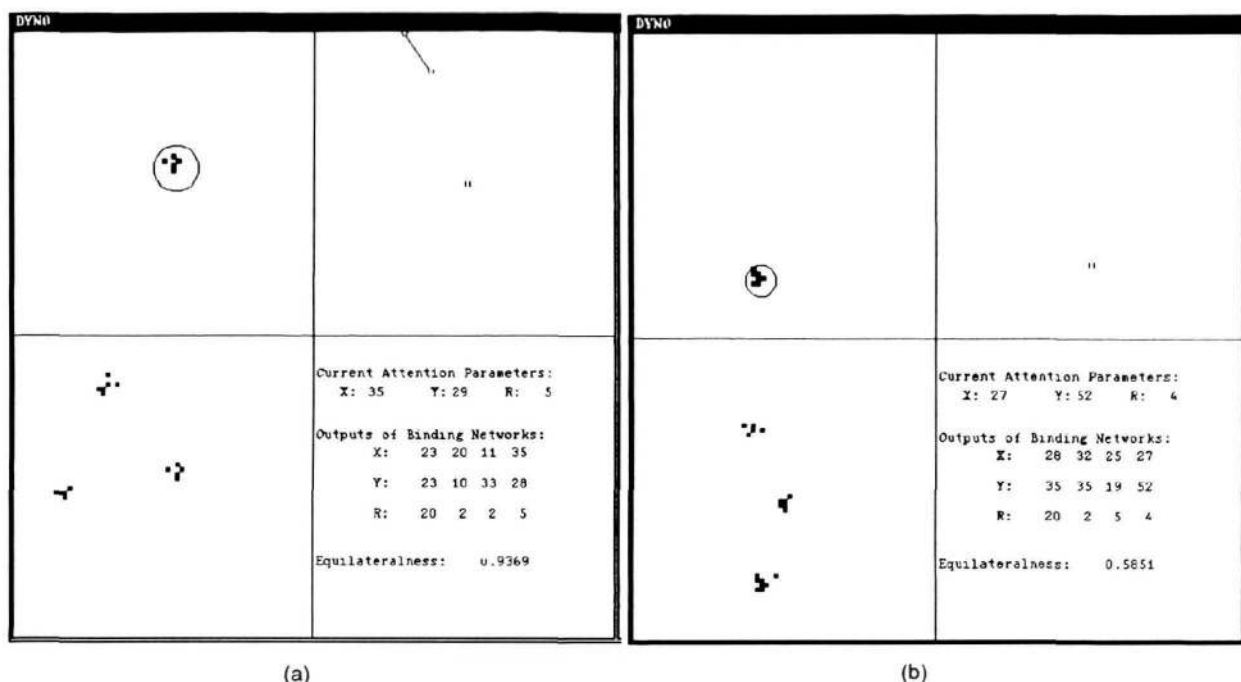 DYNO
Current Attention Parameters:
X: 35 Y: 29 R: 5
Outputs of Binding Networks:
X: 23 20 11 35
Y: 23 10 33 28
R: 20 2 2 5
Equilateralness: 0.9369
(a)
DYNO
Current Attention Parameters:
X: 27 Y: 52 R: 4
Outputs of Binding Networks:
X: 28 32 25 27
Y: 35 35 19 52
R: 20 2 5 4
Equilateralness: 0.5851
(b)